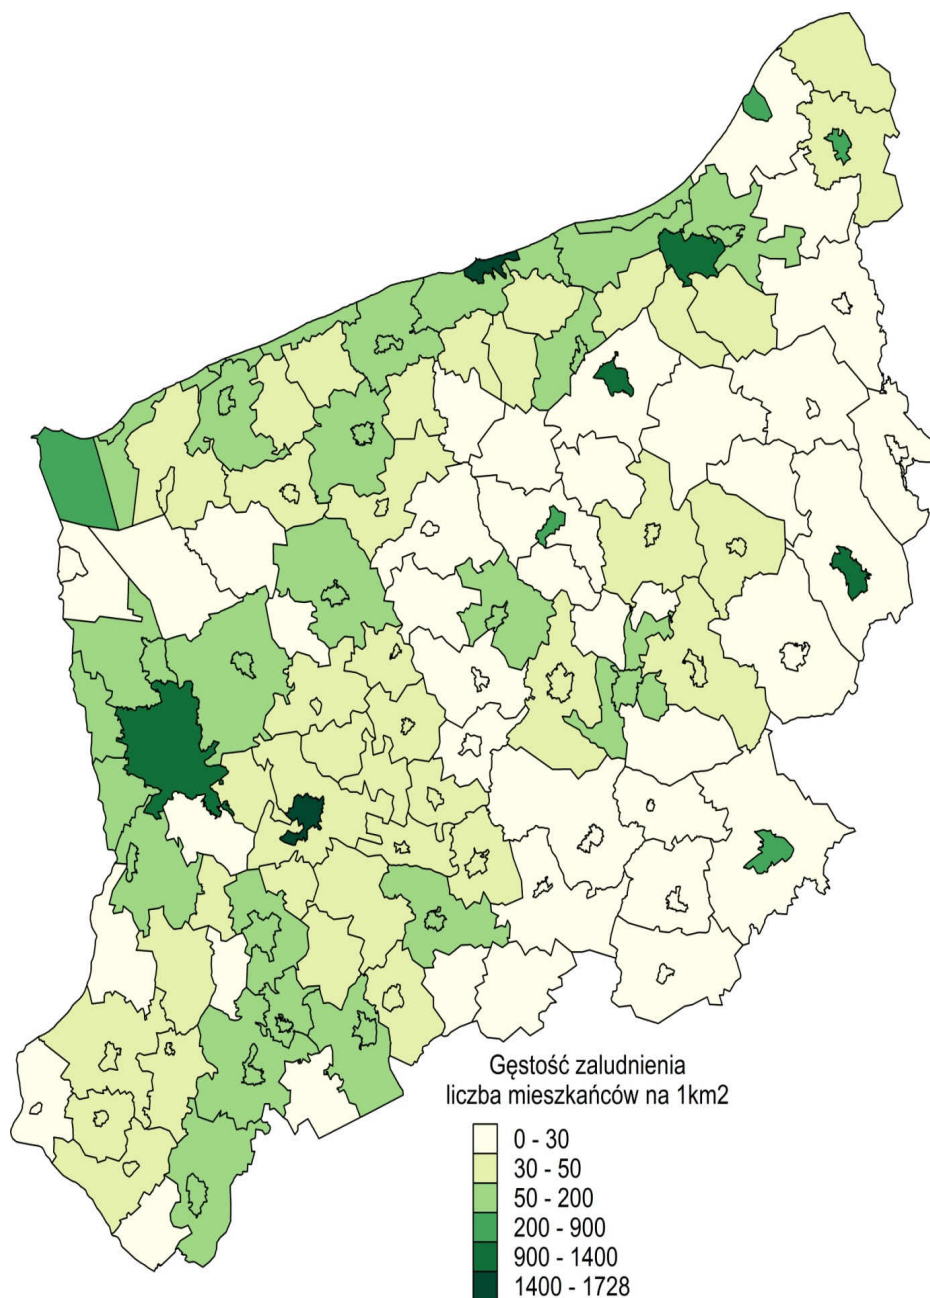 Gęstość zaludnienia
liczba mieszkańców na 1km2
0 - 30
30 - 50
50 - 200
200 - 900
900 - 1400
1400 - 1728